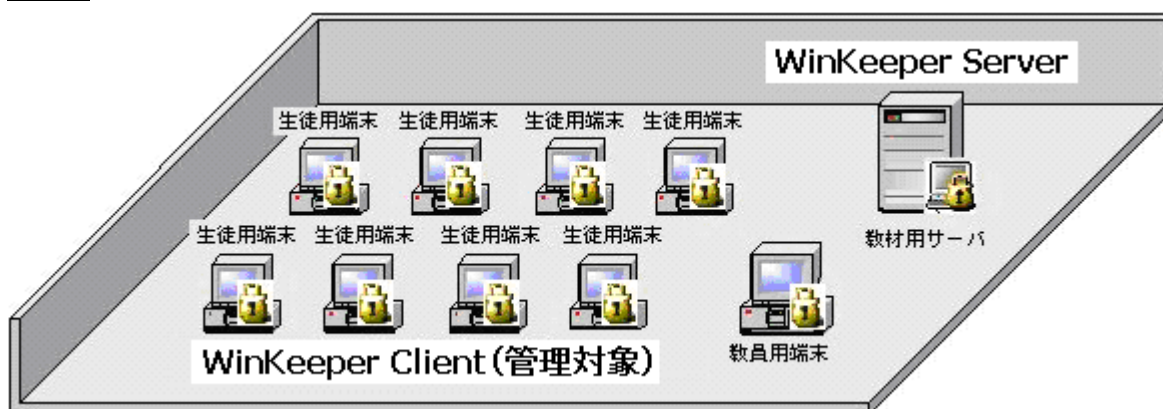 WinKeeper Server
生徒用端末 生徒用端末 生徒用端末 生徒用端末
生徒用端末 生徒用端末 生徒用端末 生徒用端末
教材用サーバ
教員用端末
WinKeeper Client(管理対象)